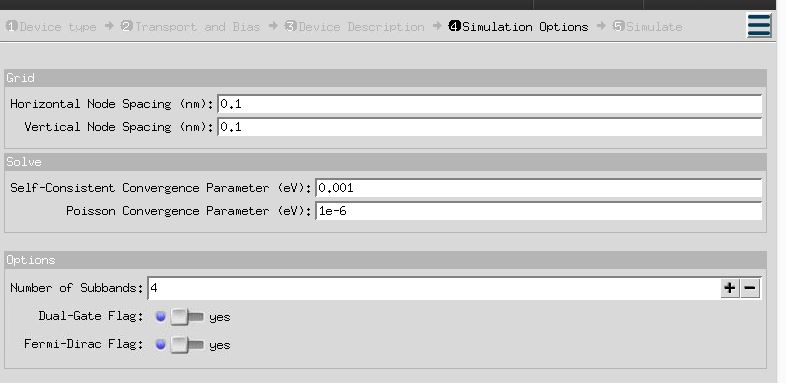 1Device type → 2Transport and Bias → 3Device Description → 4Simulation Options → 5Simulate
Grid
Horizontal Node Spacing (nm): 0.1
Vertical Node Spacing (nm): 0.1
Solve
Self-Consistent Convergence Parameter (eV): 0.001
Poisson Convergence Parameter (eV): 1e-6
Options
Number of Subbands: 4 + −
Dual-Gate Flag: yes
Fermi-Dirac Flag: yes